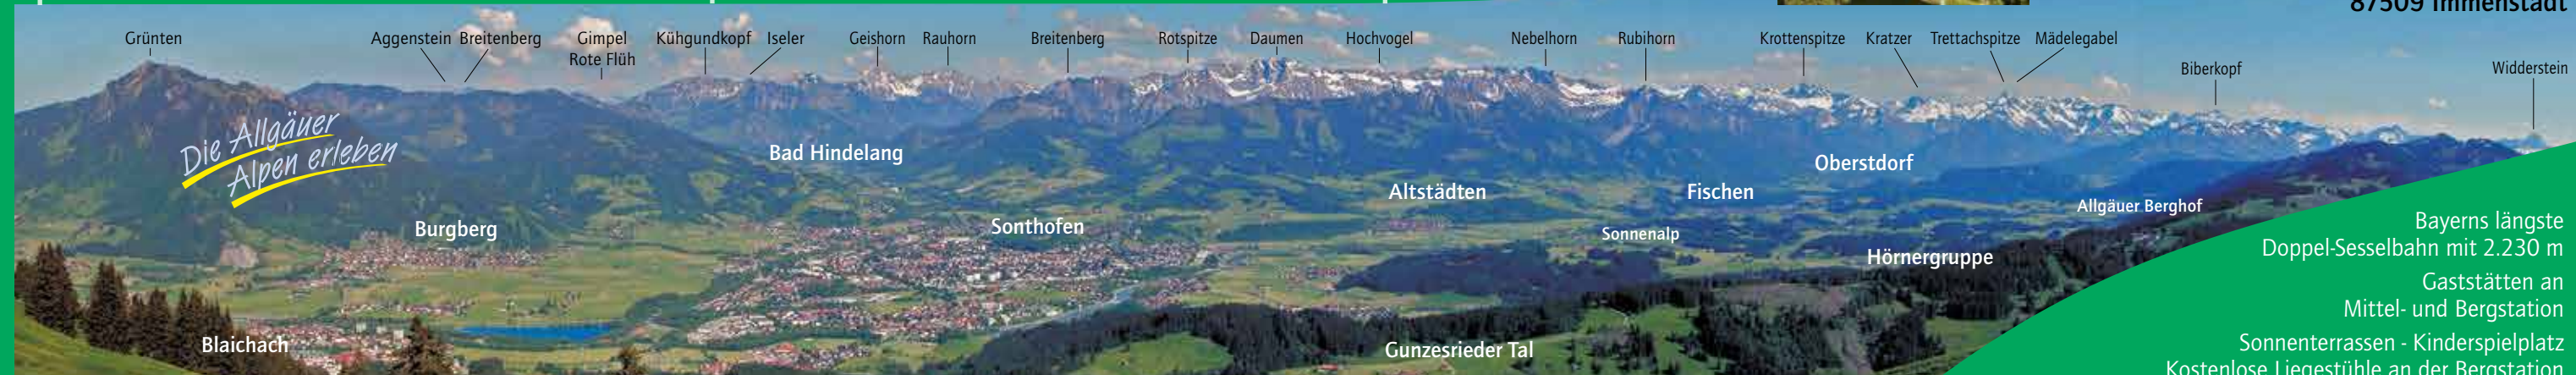 87509 Immenstadt
Grünten
Aggenstein
Breitenberg
Gimpel
Rote Flüh
Kühgundkopf
Iseler
Geishorn
Rauhorn
Breitenberg
Rotspitze
Daumen
Hochvogel
Nebelhorn
Rubihorn
Krottenspitze
Kratzer
Trettachspitze
Mädelegabel
Biberkopf
Widderstein
Die Allgäuer
Alpen erleben
Bad Hindelang
Oberstdorf
Altstädten
Fischen
Allgäuer Berghof
Burgberg
Sonthofen
Sonnenalp
Hörnergruppe
Blaichach
Gunzesrieder Tal
Bayerns längste
Doppel-Sesselbahn mit 2.230 m
Gaststätten an
Mittel- und Bergstation
Sonnenterrassen - Kinderspielplatz
Kostenlose Liegestühle an der Bergstation